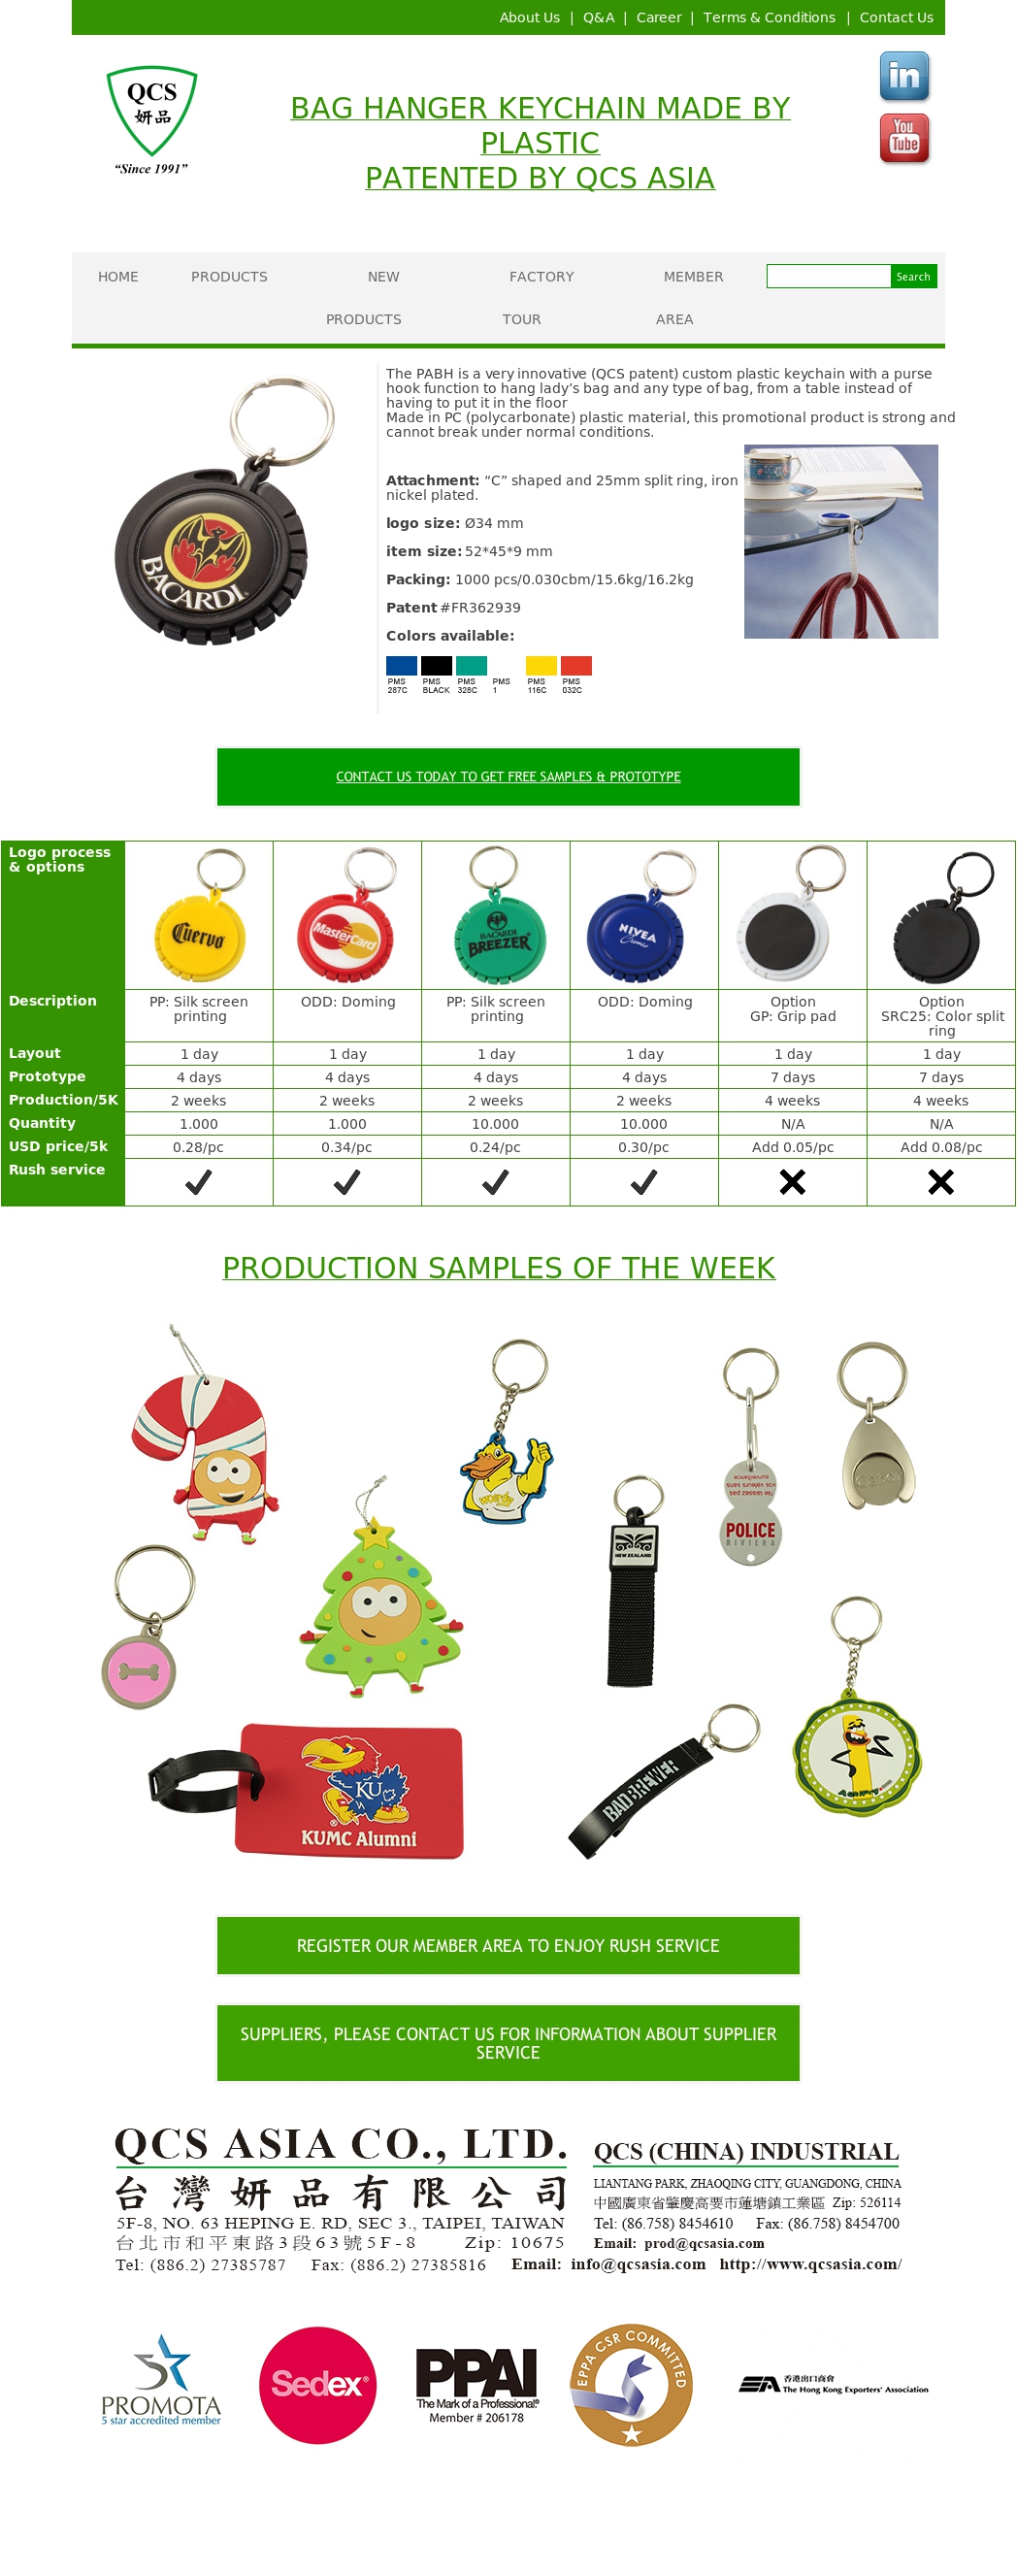 About Us | Q&A | Career | Terms & Conditions | Contact Us
QCS
妍品
“Since 1991”
BAG HANGER KEYCHAIN MADE BY
PLASTIC
PATENTED BY QCS ASIA
in
You
Tube
HOME PRODUCTS NEW FACTORY MEMBER Search
PRODUCTS TOUR AREA
The PABH is a very innovative (QCS patent) custom plastic keychain with a purse
hook function to hang lady’s bag and any type of bag, from a table instead of
having to put it in the floor
Made in PC (polycarbonate) plastic material, this promotional product is strong and
cannot break under normal conditions.
BACARDI
Attachment: “C” shaped and 25mm split ring, iron
nickel plated.
logo size: Ø34 mm
item size: 52*45*9 mm
Packing: 1000 pcs/0.030cbm/15.6kg/16.2kg
Patent #FR362939
Colors available:
PMS PMS PMS PMS PMS PMS
287C BLACK 328C 1 116C 032C
CONTACT US TODAY TO GET FREE SAMPLES & PROTOTYPE
Logo process
& options
Cuervo
MasterCard
BACARDI
BREEZER
NIVEA
Creme
Description PP: Silk screen ODD: Doming PP: Silk screen ODD: Doming Option Option
printing printing GP: Grip pad SRC25: Color split
ring
Layout 1 day 1 day 1 day 1 day 1 day 1 day
Prototype 4 days 4 days 4 days 4 days 7 days 7 days
Production/5K 2 weeks 2 weeks 2 weeks 2 weeks 4 weeks 4 weeks
Quantity 1.000 1.000 10.000 10.000 N/A N/A
USD price/5k 0.28/pc 0.34/pc 0.24/pc 0.30/pc Add 0.05/pc Add 0.08/pc
Rush service
PRODUCTION SAMPLES OF THE WEEK
Ne laissez pas
vos valeurs sans
surveillance
POLICE
RIVIERA
NEW ZEALAND
BADBREWER
KU
KUMC Alumni
REGISTER OUR MEMBER AREA TO ENJOY RUSH SERVICE
SUPPLIERS, PLEASE CONTACT US FOR INFORMATION ABOUT SUPPLIER
SERVICE
QCS ASIA CO., LTD.
台灣妍品有限公司
5F-8, NO. 63 HEPING E. RD, SEC 3., TAIPEI, TAIWAN
台北市和平東路3段63號5F-8 Zip: 10675
Tel: (886.2) 27385787 Fax: (886.2) 27385816
QCS (CHINA) INDUSTRIAL
LIANTANG PARK, ZHAOQING CITY, GUANGDONG, CHINA
中國廣東省肇慶高要市蓮塘鎮工業區 Zip: 526114
Tel: (86.758) 8454610 Fax: (86.758) 8454700
Email: prod@qcsasia.com
Email: info@qcsasia.com http://www.qcsasia.com/
PROMOTA
5 star accredited member
Sedex®
PPAI
The Mark of a Professional.®
Member # 206178
EPPA CSR COMMITTED
香港出口商會
The Hong Kong Exporters' Association